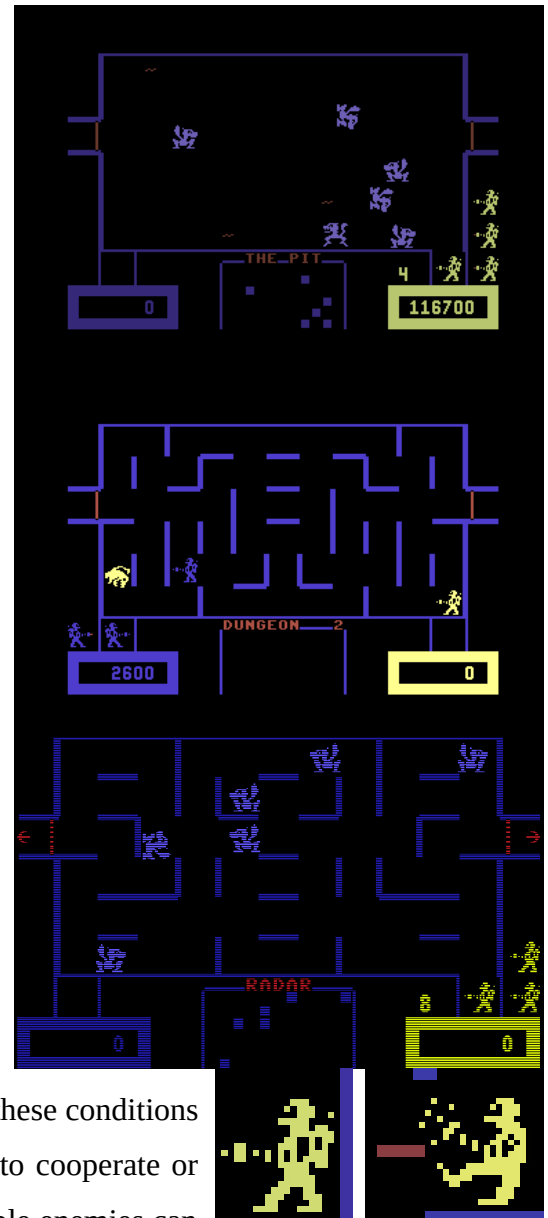 THE PIT
4
0
116700
DUNGEON 2
2600
0
RADAR
8
0
0
hese conditions
to cooperate or